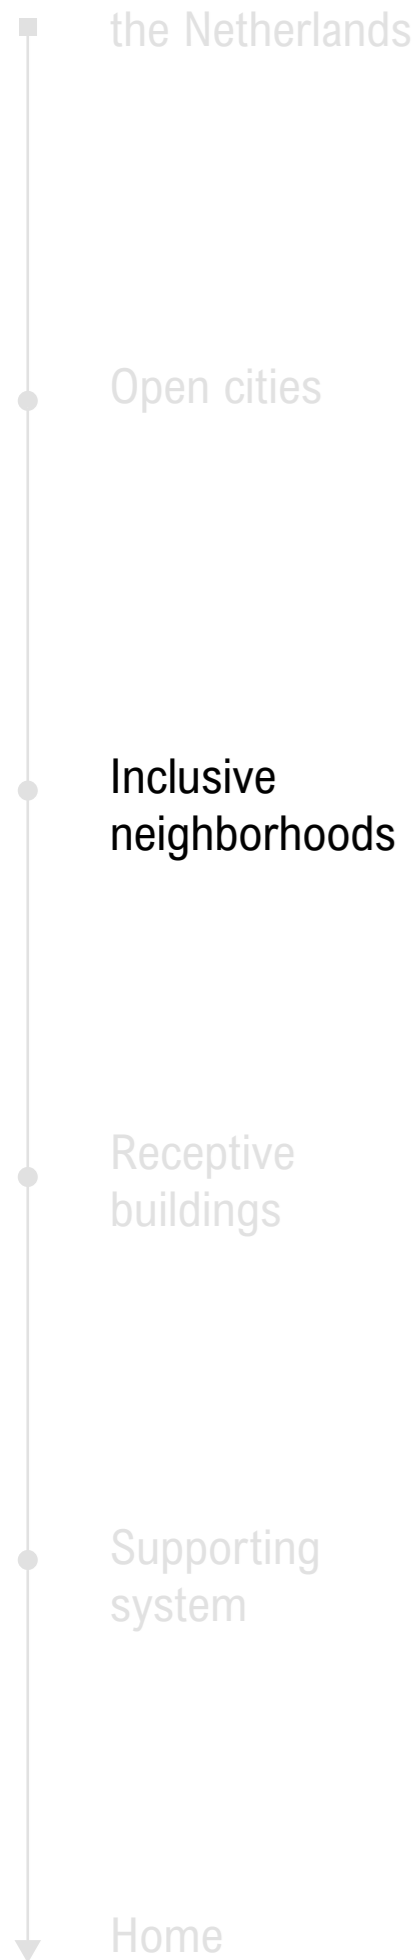 the Netherlands
Open cities
Inclusive
neighborhoods
Receptive
buildings
Supporting
system
Home